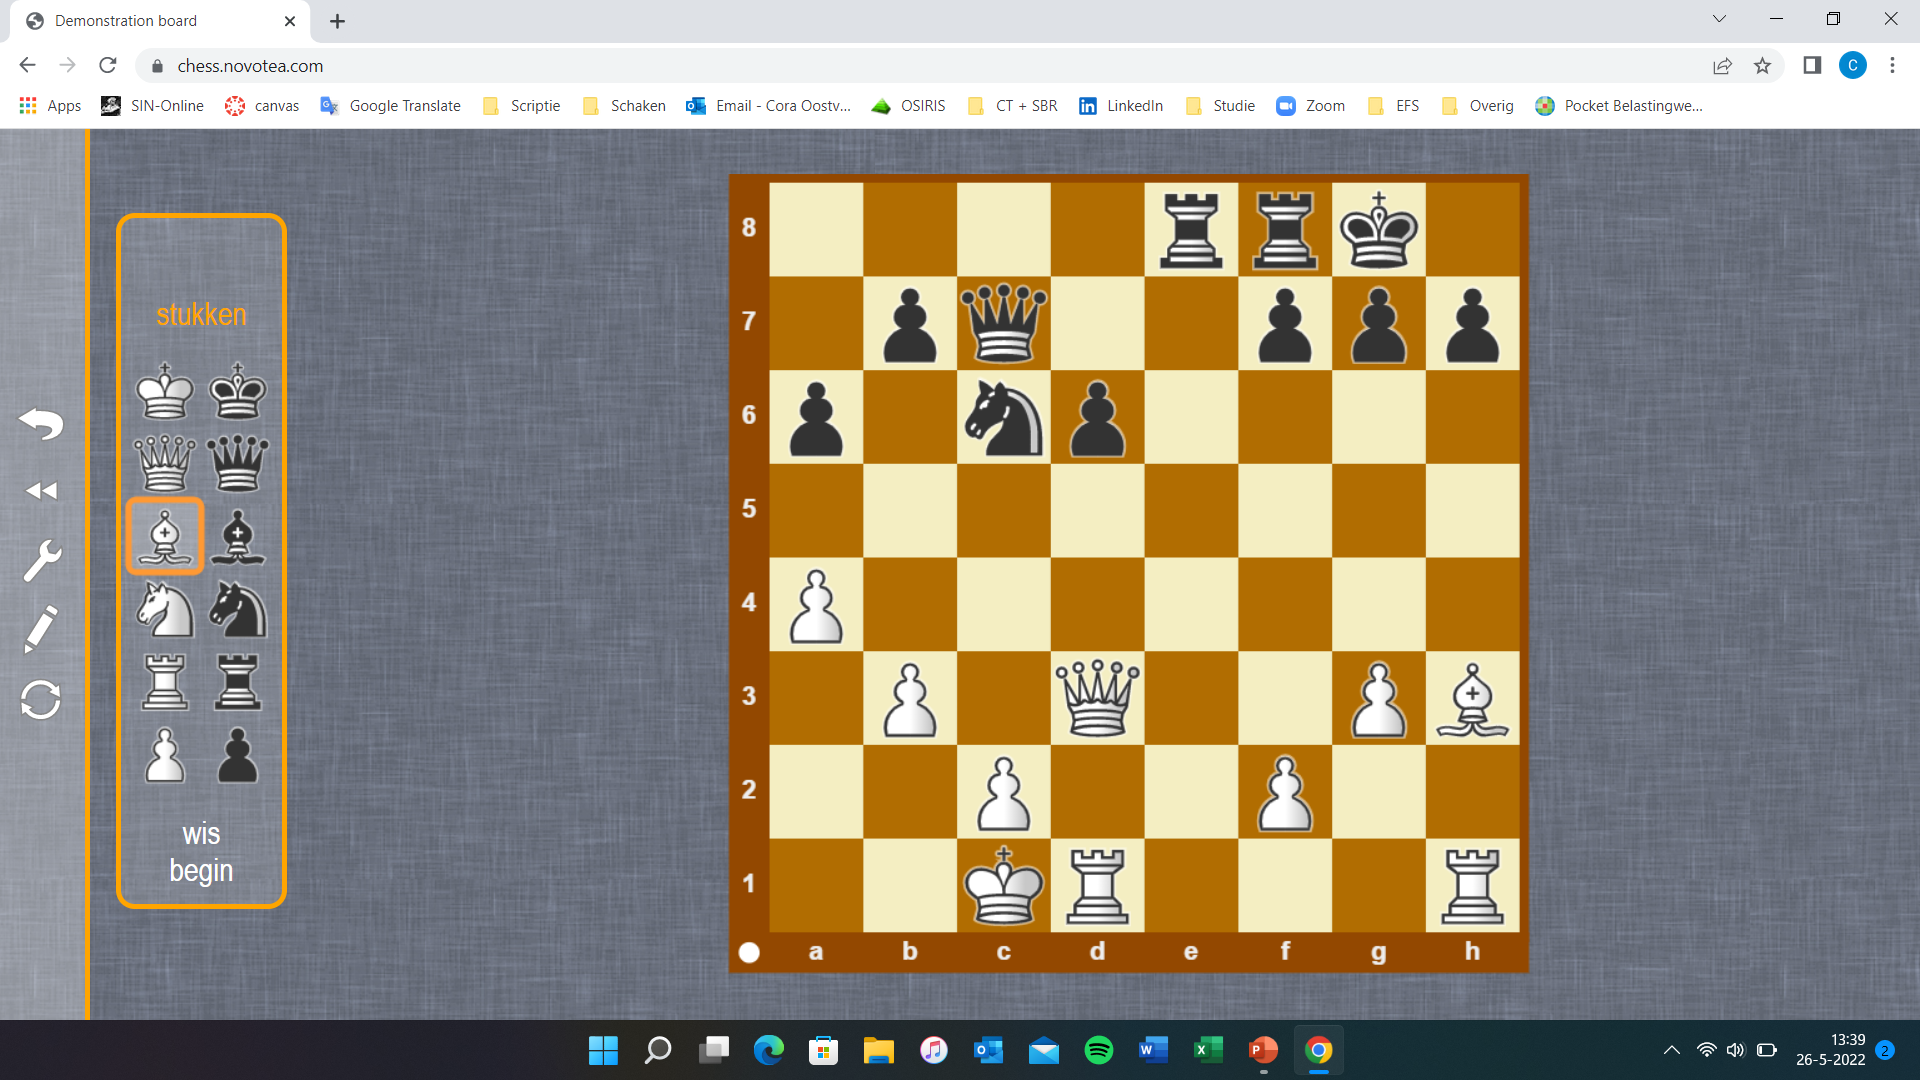 Demonstration board
chess.novotea.com
C
Apps
SIN-Online
canvas
Google Translate
Scriptie
Schaken
Email - Cora Oostv...
OSIRIS
CT + SBR
LinkedIn
Studie
Zoom
EFS
Overig
Pocket Belastingwe...
stukken
wis
begin
8
7
6
5
4
3
2
1
a b c d e f g h
13:39
26-5-2022
2